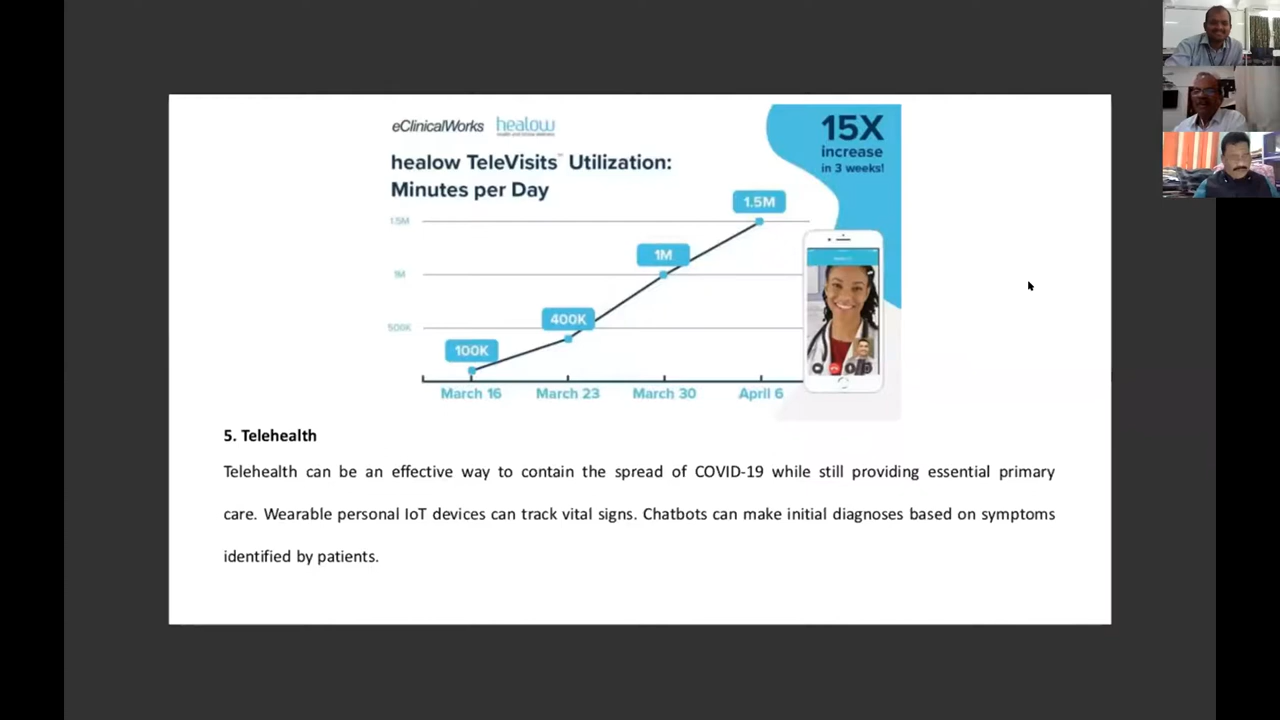 eClinicalWorks healow
healow TeleVisits™ Utilization:
Minutes per Day
15X
increase
in 3 weeks!
1.5M
1.5M
1M
1M
400K
500K
100K
March 16 March 23 March 30 April 6
5. Telehealth
Telehealth can be an effective way to contain the spread of COVID-19 while still providing essential primary
care. Wearable personal IoT devices can track vital signs. Chatbots can make initial diagnoses based on symptoms
identified by patients.